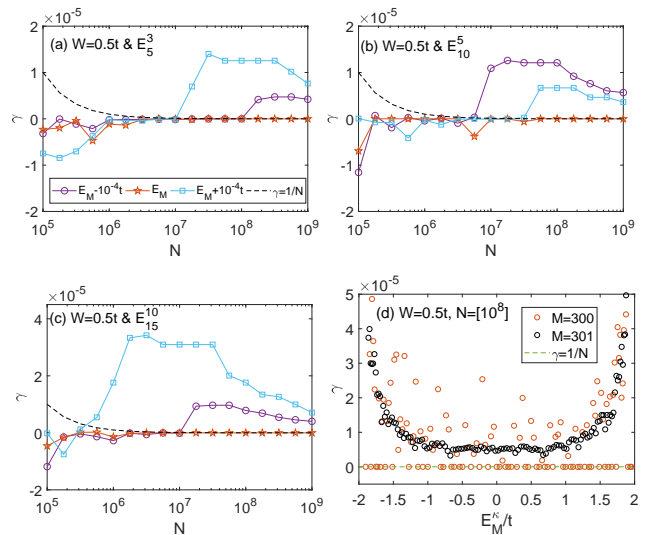 ×10⁻⁵
(a) W=0.5t & E₅³
2
1
0
-1
-2
γ
E_M-10⁻⁴t E_M E_M+10⁻⁴t γ=1/N
10⁵ 10⁶ 10⁷ 10⁸ 10⁹
N
×10⁻⁵
(b) W=0.5t & E₁₀⁵
2
1
0
-1
-2
γ
10⁵ 10⁶ 10⁷ 10⁸ 10⁹
N
×10⁻⁵
(c) W=0.5t & E₁₅¹⁰
4
2
0
-2
γ
10⁵ 10⁶ 10⁷ 10⁸ 10⁹
N
×10⁻⁵
(d) W=0.5t, N=[10⁸]
M=300
M=301
γ=1/N
5
4
3
2
1
0
γ
-2 -1.5 -1 -0.5 0 0.5 1 1.5 2
E_M^κ/t